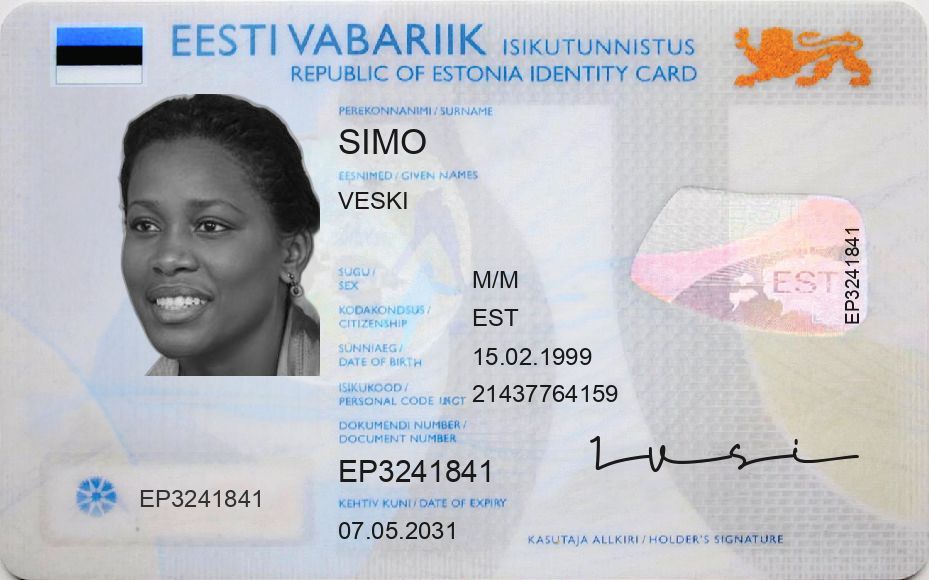 EESTI VABARIIK ISIKUTUNNISTUS
REPUBLIC OF ESTONIA IDENTITY CARD
PEREKONNANIMI / SURNAME
SIMO
EESNIMED / GIVEN NAMES
VESKI
SUGU /
SEX
M/M
KODAKONDSUS /
CITIZENSHIP
EST
SÜNNIAEG /
DATE OF BIRTH
15.02.1999
ISIKUKOOD /
PERSONAL CODE
21437764159
DOKUMENDI NUMBER /
DOCUMENT NUMBER
EP3241841
KEHTIV KUNI / DATE OF EXPIRY
07.05.2031
EP3241841
EST
EP3241841
KASUTAJA ALLKIRI / HOLDER'S SIGNATURE